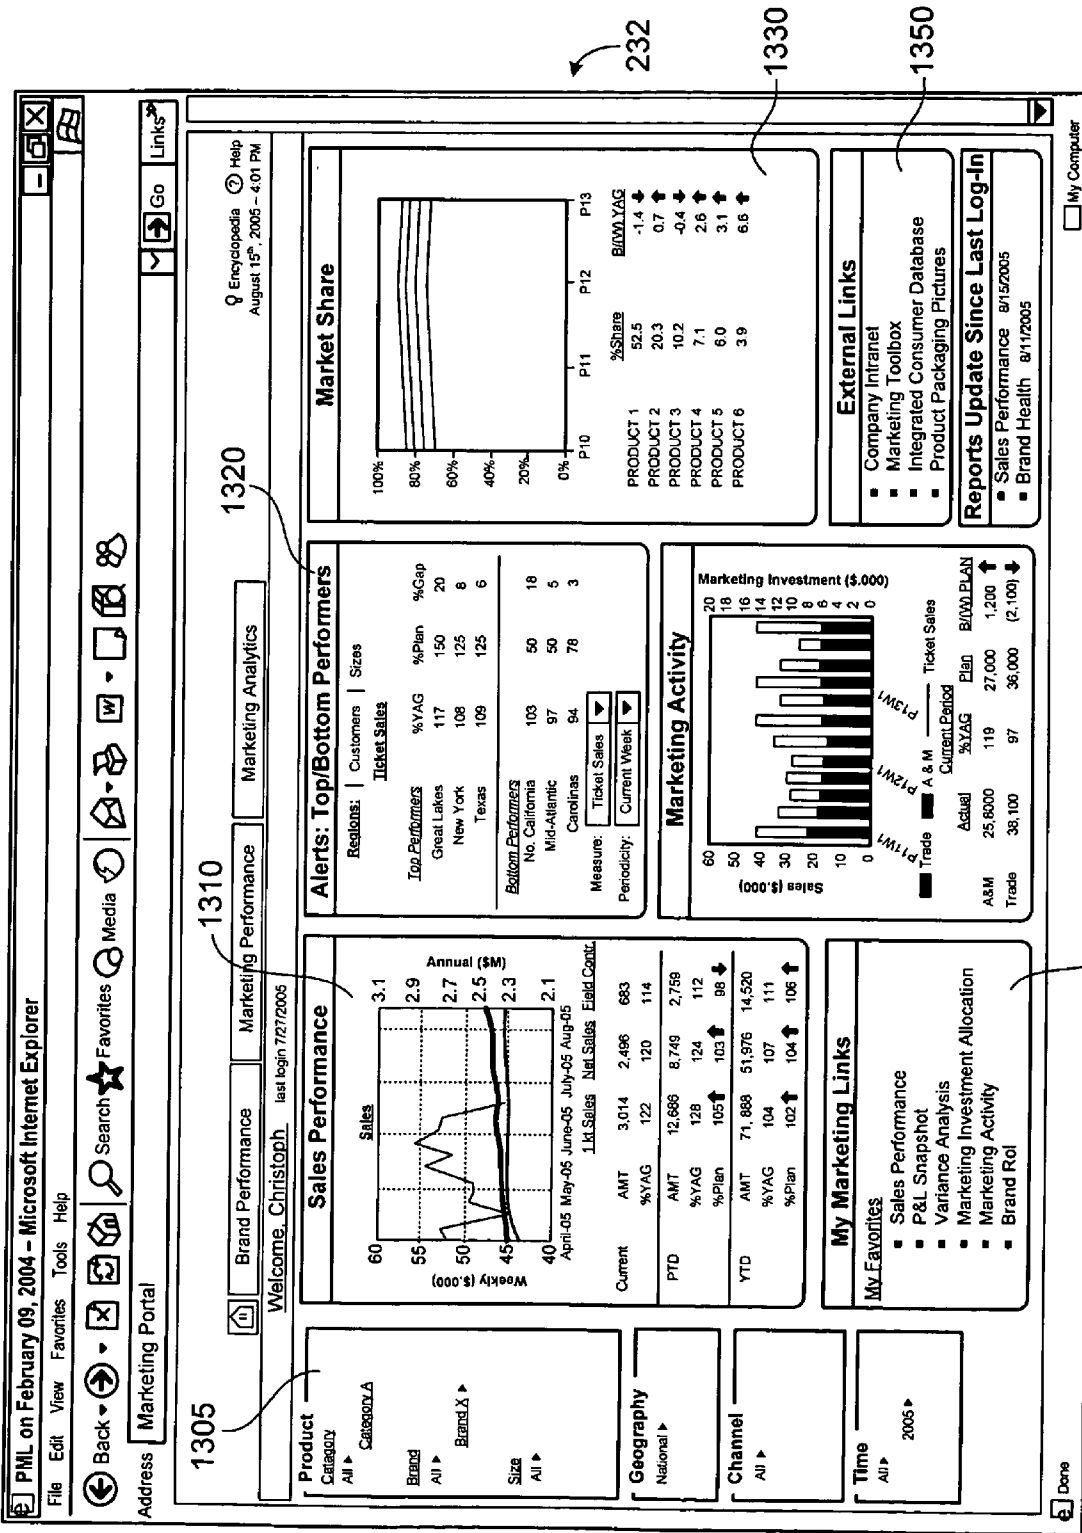 PML on February 09, 2004 – Microsoft Internet Explorer
File Edit View Favorites Tools Help
Back Search Favorites Media
Address Marketing Portal Go Links
1305
1310
1320
Brand Performance Marketing Performance Marketing Analytics
Encyclopedia ? Help
Welcome, Christoph last login 7/27/2005
August 15th, 2005 – 4:01 PM
Product
Catagory
All
Category A
Brand
All
Brand X
Size
All
Geography
National
Channel
All
Time
All
2005
Sales Performance
Sales
Weekly ($.000)
60
55
50
45
40
Annual ($M)
3.1
2.9
2.7
2.5
2.3
2.1
April-05 May-05 June-05 July-05 Aug-05
1 kt Sales Net Sales Field Contr.
Current AMT 3,014 2,496 683
%YAG 122 120 114
PTD AMT 12,686 8,749 2,759
%YAG 128 124 112
%Plan 105 103 98
YTD AMT 71, 888 51,976 14,520
%YAG 104 107 111
%Plan 102 104 106
My Marketing Links
My Favorites
Sales Performance
P&L Snapshot
Variance Analysis
Marketing Investment Allocation
Marketing Activity
Brand RoI
Alerts: Top/Bottom Performers
Regions: | Customers | Sizes
Ticket Sales
Top Performers %YAG %Plan %Gap
Great Lakes 117 150 20
New York 108 125 8
Texas 109 125 6
Bottom Performers
No. California 103 50 18
Mid-Atlantic 97 50 5
Carolinas 94 78 3
Measure: Ticket Sales
Periodicity: Current Week
Marketing Activity
Sales ($.000)
60
50
40
30
20
10
0
Marketing Investment ($.000)
20
18
16
14
12
10
8
6
4
2
0
P11W1 P12W1 P13W1
Trade A & M Ticket Sales
Current Period
Actual %YAG Plan B/(W) PLAN
A&M 25,8000 119 27,000 1,200
Trade 38,100 97 36,000 (2,100)
Market Share
100%
80%
60%
40%
20%
0%
P10 P11 P12 P13
%Share B/(W) YAG
PRODUCT 1 52.5 -1.4
PRODUCT 2 20.3 0.7
PRODUCT 3 10.2 -0.4
PRODUCT 4 7.1 2.6
PRODUCT 5 6.0 3.1
PRODUCT 6 3.9 6.6
External Links
Company Intranet
Marketing Toolbox
Integrated Consumer Database
Product Packaging Pictures
Reports Update Since Last Log-In
Sales Performance 8/15/2005
Brand Health 8/11/2005
232
1330
1350
Done
My Computer